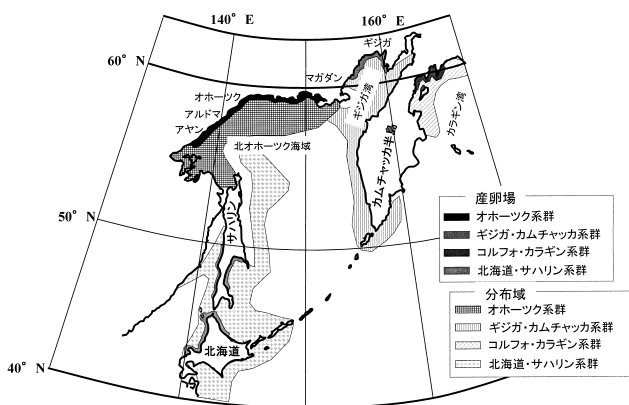 140° E
160° E
ギジガ
60° N
マガダン
オホーツク
アルドマ
アヤン
ギジガ湾
カラギン湾
北オホーツク海域
カムチャッカ半島
サハリン
50° N
北海道
40° N
産卵場
オホーツク系群
ギジガ・カムチャッカ系群
コルフォ・カラギン系群
北海道・サハリン系群
分布域
オホーツク系群
ギジガ・カムチャッカ系群
コルフォ・カラギン系群
北海道・サハリン系群